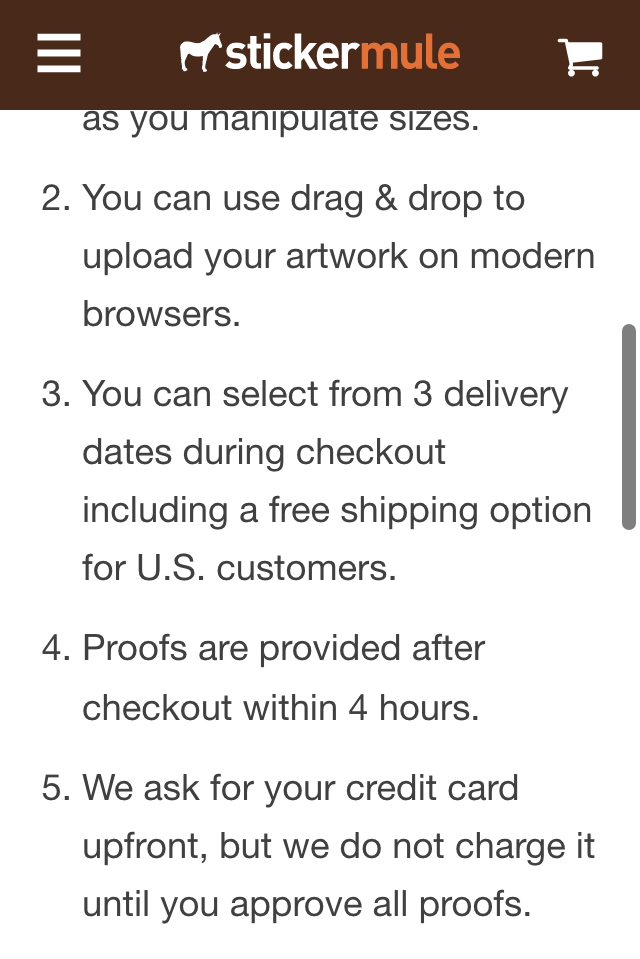 stickermule
as you manipulate sizes.
2. You can use drag & drop to
upload your artwork on modern
browsers.
3. You can select from 3 delivery
dates during checkout
including a free shipping option
for U.S. customers.
4. Proofs are provided after
checkout within 4 hours.
5. We ask for your credit card
upfront, but we do not charge it
until you approve all proofs.